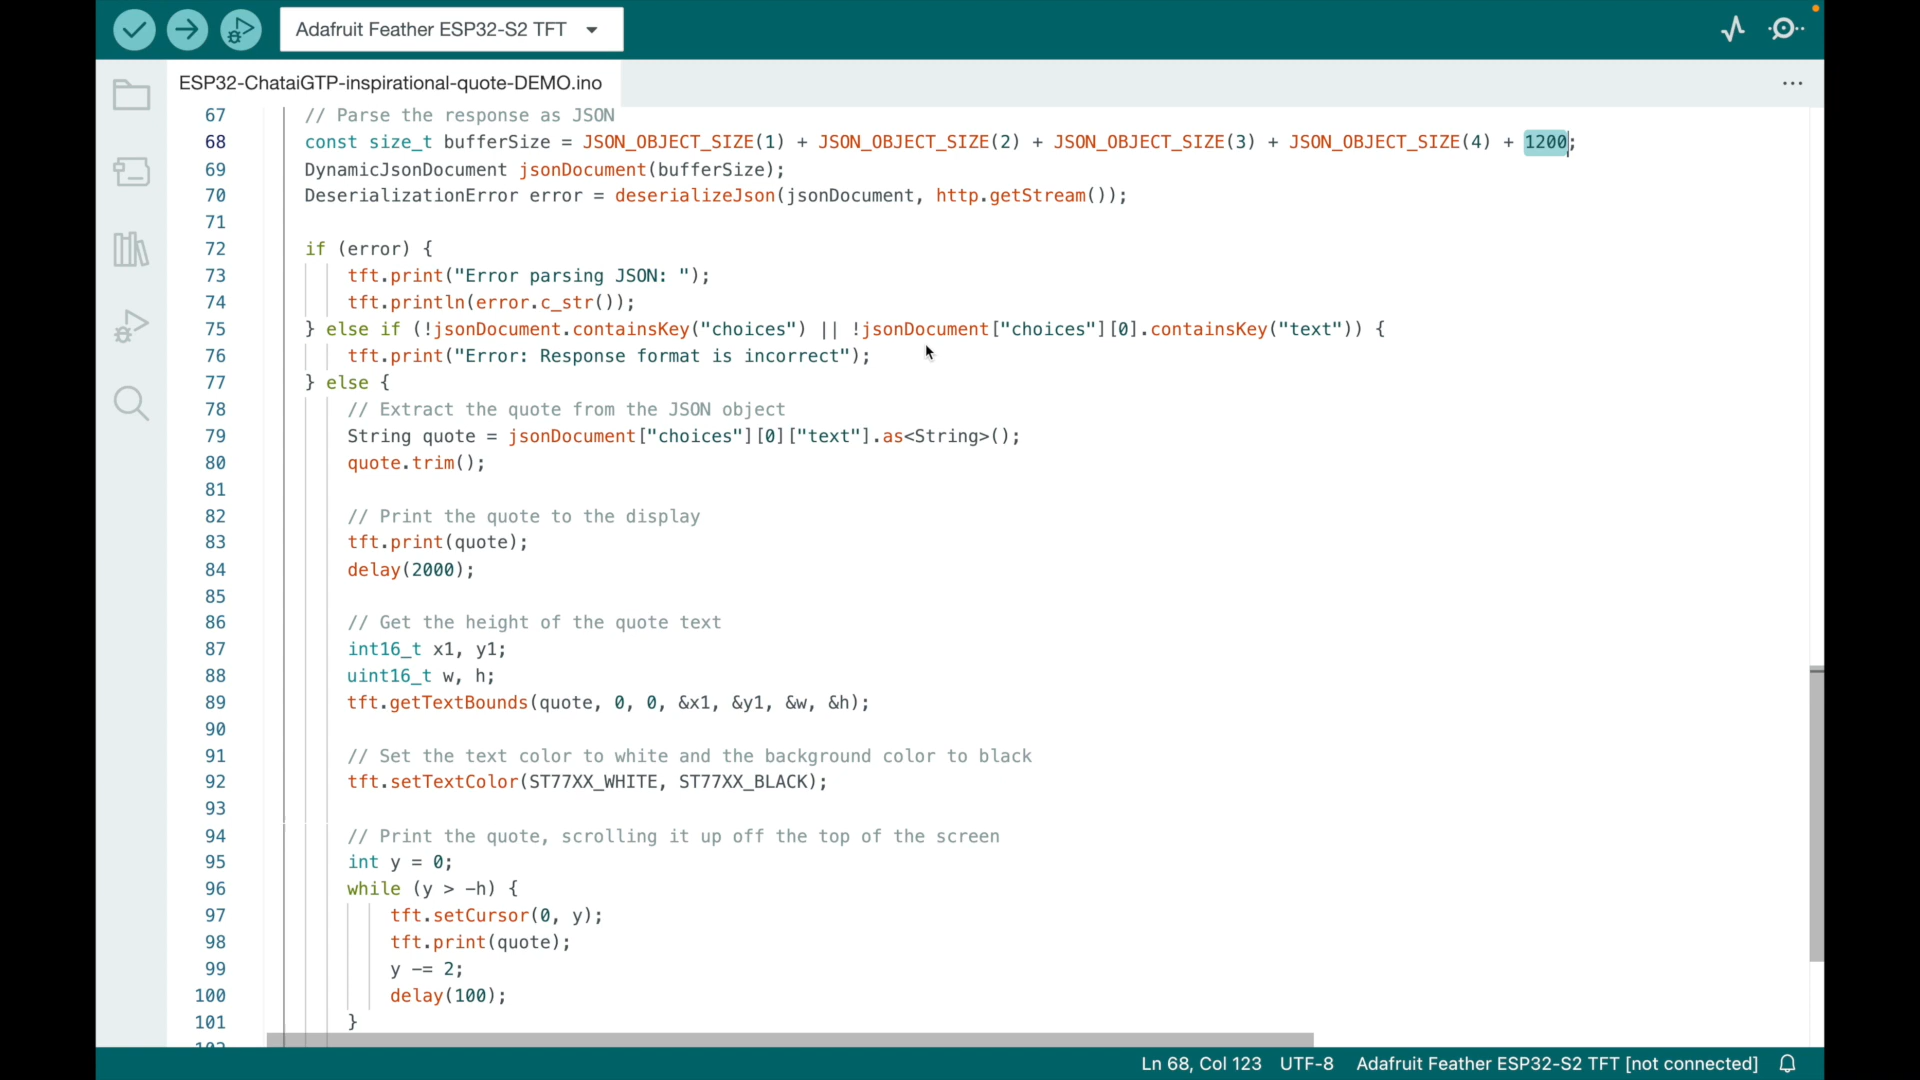 Adafruit Feather ESP32-S2 TFT
ESP32-ChataiGTP-inspirational-quote-DEMO.ino
67 // Parse the response as JSON
68 const size_t bufferSize = JSON_OBJECT_SIZE(1) + JSON_OBJECT_SIZE(2) + JSON_OBJECT_SIZE(3) + JSON_OBJECT_SIZE(4) + 1200;
69 DynamicJsonDocument jsonDocument(bufferSize);
70 DeserializationError error = deserializeJson(jsonDocument, http.getStream());
71
72 if (error) {
73 tft.print("Error parsing JSON: ");
74 tft.println(error.c_str());
75 } else if (!jsonDocument.containsKey("choices") || !jsonDocument["choices"][0].containsKey("text")) {
76 tft.print("Error: Response format is incorrect");
77 } else {
78 // Extract the quote from the JSON object
79 String quote = jsonDocument["choices"][0]["text"].as<String>();
80 quote.trim();
81
82 // Print the quote to the display
83 tft.print(quote);
84 delay(2000);
85
86 // Get the height of the quote text
87 int16_t x1, y1;
88 uint16_t w, h;
89 tft.getTextBounds(quote, 0, 0, &x1, &y1, &w, &h);
90
91 // Set the text color to white and the background color to black
92 tft.setTextColor(ST77XX_WHITE, ST77XX_BLACK);
93
94 // Print the quote, scrolling it up off the top of the screen
95 int y = 0;
96 while (y > -h) {
97 tft.setCursor(0, y);
98 tft.print(quote);
99 y -= 2;
100 delay(100);
101 }
Ln 68, Col 123 UTF-8 Adafruit Feather ESP32-S2 TFT [not connected]